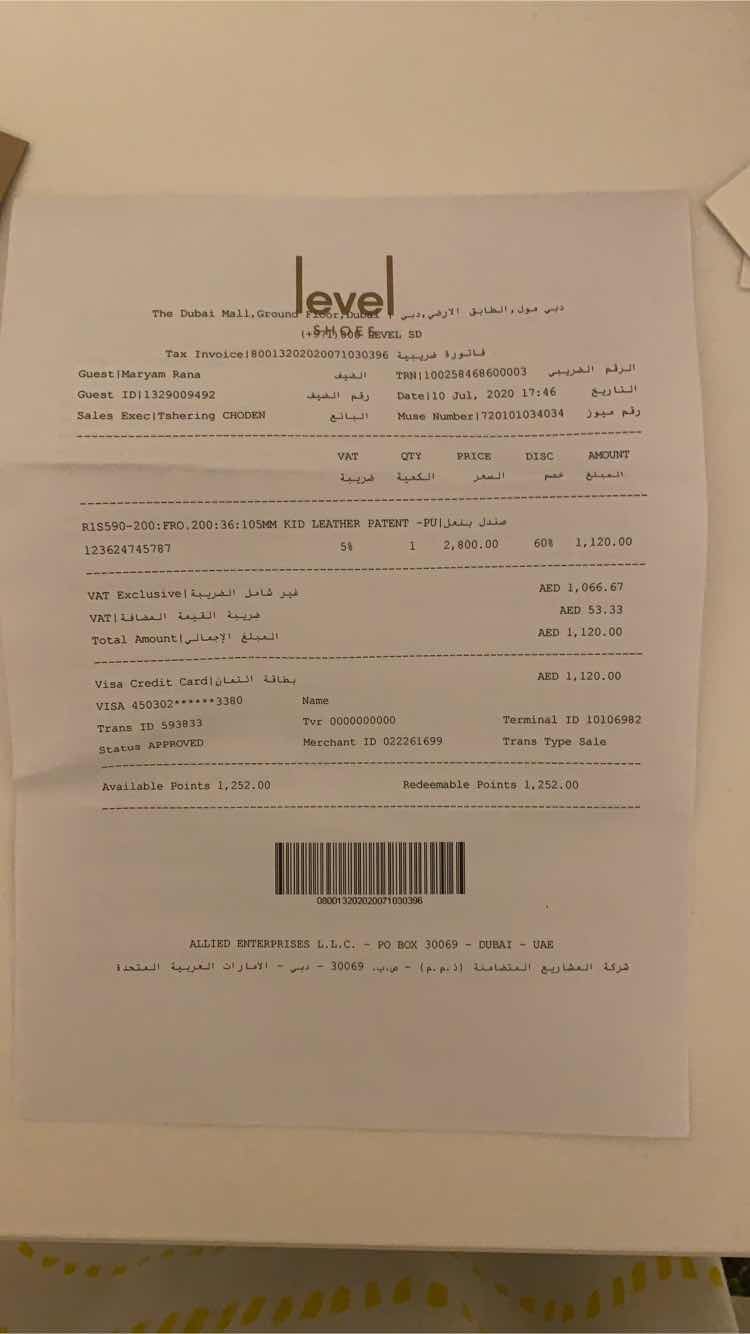 level
SHOES
The Dubai Mall,Ground Floor,Dubai | دبي مول,الطابق الارضي,دبي
(+971) 800 LEVEL SD
Tax Invoice|80013202020071030396 فاتورة ضريبية
Guest|Maryam Rana الضيف TRN|100258468600003 الرقم الضريبي
Guest ID|1329009492 رقم الضيف Date|10 Jul, 2020 17:46 التاريخ
Sales Exec|Tshering CHODEN البائع Muse Number|720101034034 رقم ميوز
VAT QTY PRICE DISC AMOUNT
ضريبة الكمية السعر خصم المبلغ
R1S590-200:FRO.200:36:105MM KID LEATHER PATENT -PU|صندل بنعل
123624745787 5% 1 2,800.00 60% 1,120.00
VAT Exclusive|غير شامل الضريبة AED 1,066.67
VAT|ضريبة القيمة المضافة AED 53.33
Total Amount|المبلغ الإجمالي AED 1,120.00
Visa Credit Card|بطاقة ائتمان AED 1,120.00
VISA 450302******3380 Name
Trans ID 593833 Tvr 0000000000 Terminal ID 10106982
Status APPROVED Merchant ID 022261699 Trans Type Sale
Available Points 1,252.00 Redeemable Points 1,252.00
080013202020071030396
ALLIED ENTERPRISES L.L.C. - PO BOX 30069 - DUBAI - UAE
شركة المشاريع المتضامنة (ذ.م.م) - ص.ب. 30069 - دبي - الامارات العربية المتحدة